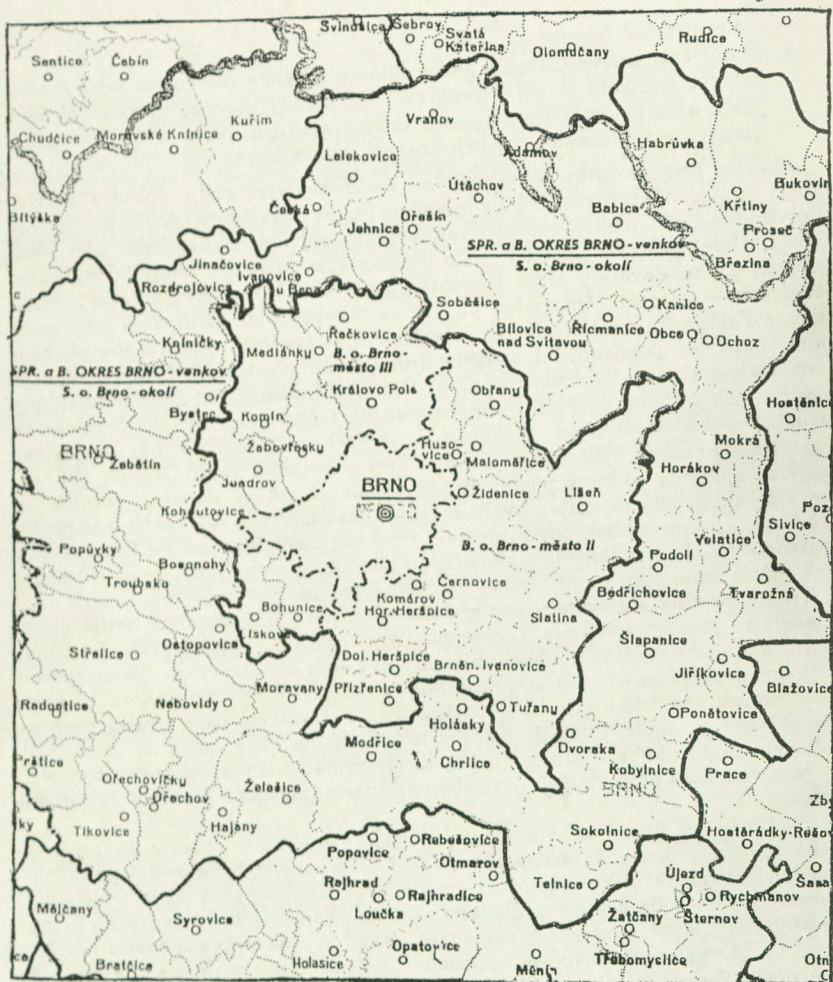 Svinošice
Sebrov
Svatá
Kateřina
Olomučany
Rudice
Sentice
Čebín
Kuřim
Vranov
Chudčice
Moravské Knínice
Adamov
Habrůvka
Lelekovice
Bítýška
Útěchov
Křtiny
Bukovin
Česká
Babice
Ořešín
Jehnice
Proseč
SPR. a B. OKRES BRNO - venkov
S. o. Brno - okolí
Březina
Jinačovice
Ivanovice
u Brna
Rozdrojovice
Soběšice
Kanice
Řečkovice
Bílovice
nad Svitavou
Řícmanice
Obce
Ochoz
Kníničky
Medlánky
B. o. Brno -
město III
SPR. a B. OKRES BRNO - venkov
S. o. Brno - okolí
Královo Pole
Obřany
Bystrc
Komín
Hostěnice
BRNO
Žebětín
Žabovřesky
Huso-
vice
Maloměřice
Mokrá
Jundrov
BRNO
Židenice
Líšeň
Horákov
Kohoutovice
Sivice
Popůvky
Bosonohy
B. o. Brno - město II
Velatice
Podolí
Troubsko
Komárov
Černovice
Bedřichovice
Tvarožná
Bohunice
Hor. Heršpice
Slatina
Lískov
Ostopovice
Střelice
Šlapanice
Dol. Heršpice
Brněn. Ivanovice
Jiříkovice
Blažovice
Moravany
Přízřenice
Radostice
Nebovidy
Tuřany
Holásky
Ponětovice
Modřice
Chrlice
Dvorska
Prštice
Kobylnice
Prace
Ořechovičky
Ořechov
Želešice
BRNO
Zby
Tikovice
Hajany
Sokolnice
Hostěrádky-Rešov
Popovice
Rebešovice
Otmarov
Rajhrad
Rajhradice
Telnice
Újezd
Rychmanov
Loučka
Šternov
Mělčany
Syrovice
Žatčany
Třebomyslice
Opatovice
Holasice
Bratčice
Měnín
Otn